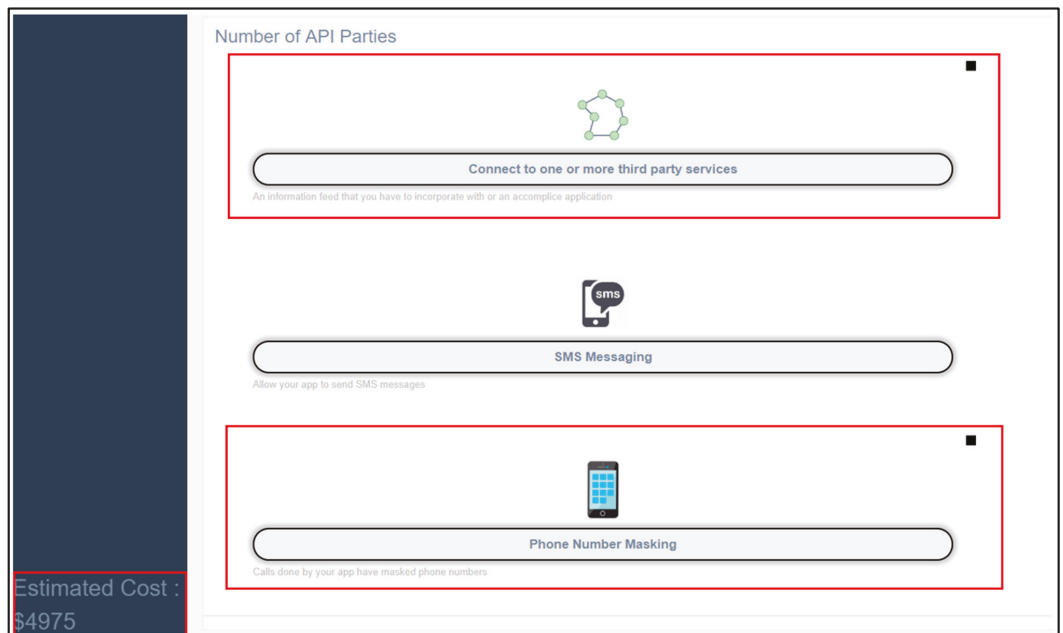 Number of API Parties
Connect to one or more third party services
An information feed that you have to incorporate with or an accomplice application
sms
SMS Messaging
Allow your app to send SMS messages
Phone Number Masking
Calls done by your app have masked phone numbers
Estimated Cost :
$4975